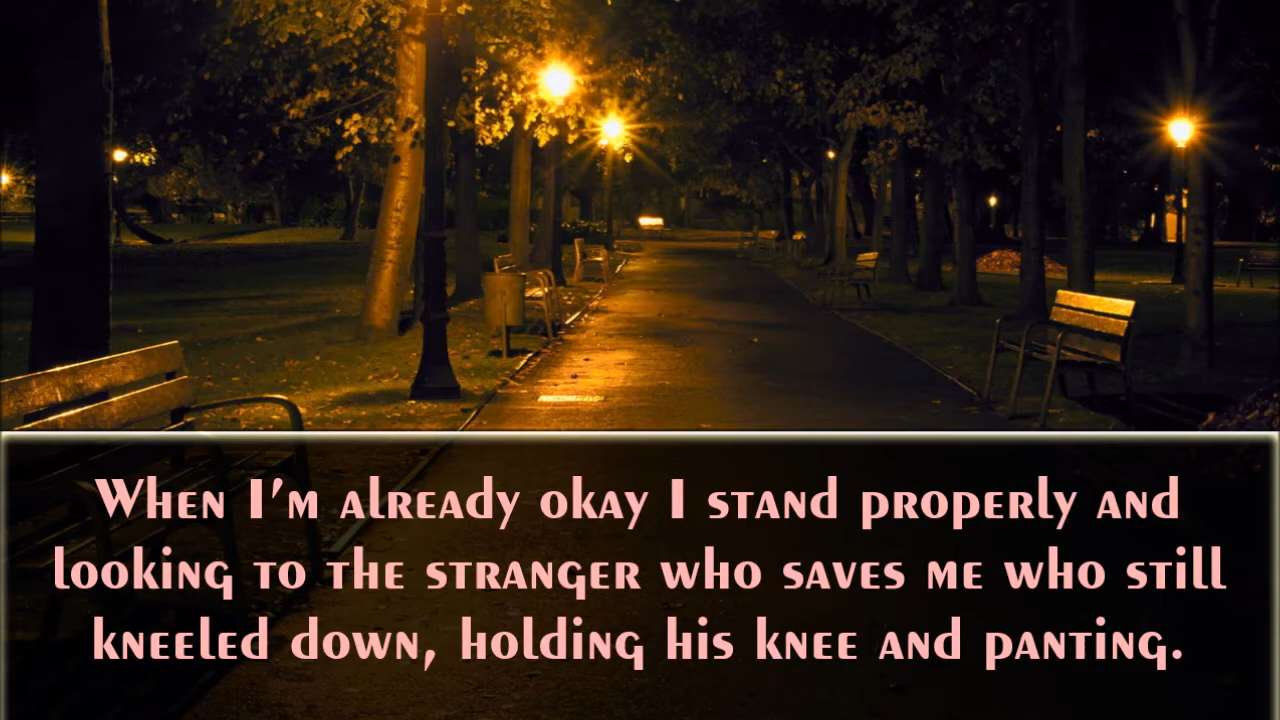 When I'm already okay I stand properly and
looking to the stranger who saves me who still
kneeled down, holding his knee and panting.